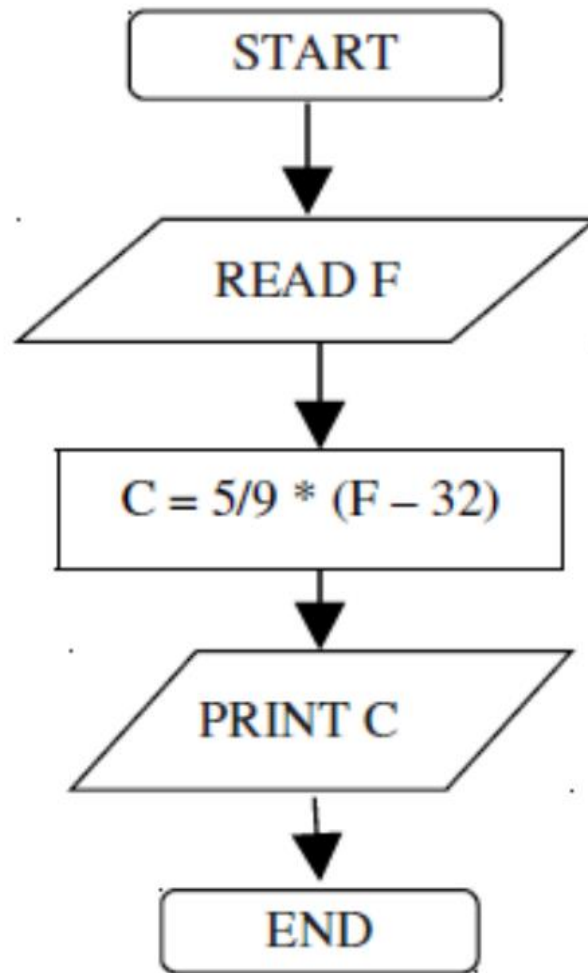 START
READ F
C = 5/9 * (F – 32)
PRINT C
END